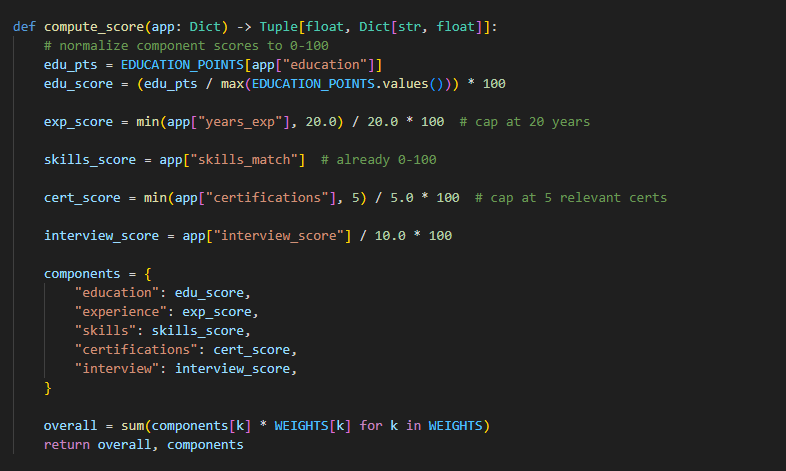 def compute_score(app: Dict) -> Tuple[float, Dict[str, float]]:
    # normalize component scores to 0-100
    edu_pts = EDUCATION_POINTS[app["education"]]
    edu_score = (edu_pts / max(EDUCATION_POINTS.values())) * 100

    exp_score = min(app["years_exp"], 20.0) / 20.0 * 100  # cap at 20 years

    skills_score = app["skills_match"]  # already 0-100

    cert_score = min(app["certifications"], 5) / 5.0 * 100  # cap at 5 relevant certs

    interview_score = app["interview_score"] / 10.0 * 100

    components = {
        "education": edu_score,
        "experience": exp_score,
        "skills": skills_score,
        "certifications": cert_score,
        "interview": interview_score,
    }

    overall = sum(components[k] * WEIGHTS[k] for k in WEIGHTS)
    return overall, components